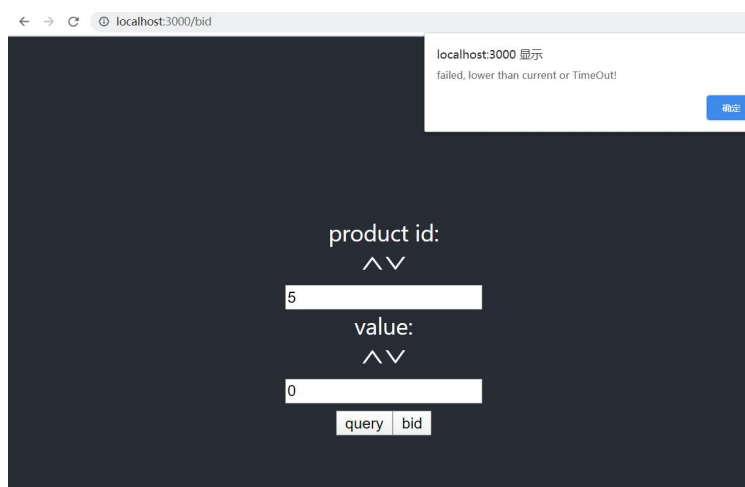 localhost:3000/bid
localhost:3000 显示
failed, lower than current or TimeOut!
确定
product id:
5
value:
0
query bid